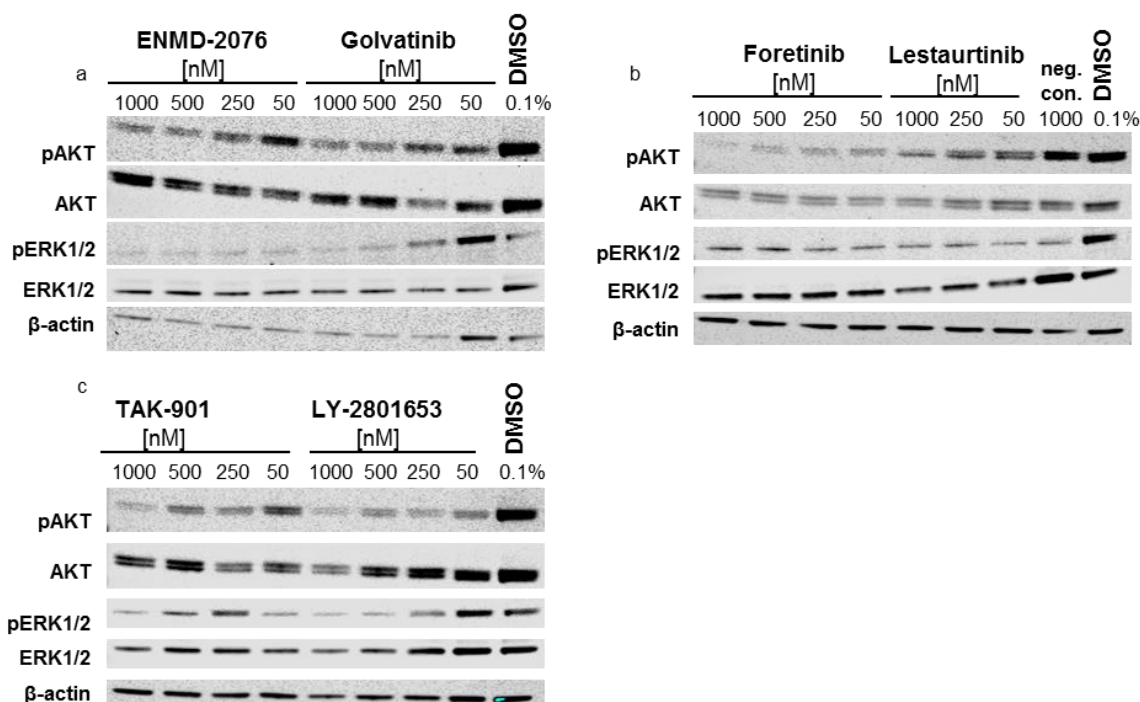 a
ENMD-2076 Golvatinib DMSO
[nM] [nM]
1000 500 250 50 1000 500 250 50 0.1%
pAKT
AKT
pERK1/2
ERK1/2
β-actin
b
Foretinib Lestaurtinib neg. con. DMSO
[nM] [nM]
1000 500 250 50 1000 250 50 1000 0.1%
pAKT
AKT
pERK1/2
ERK1/2
β-actin
c
TAK-901 LY-2801653 DMSO
[nM] [nM]
1000 500 250 50 1000 500 250 50 0.1%
pAKT
AKT
pERK1/2
ERK1/2
β-actin